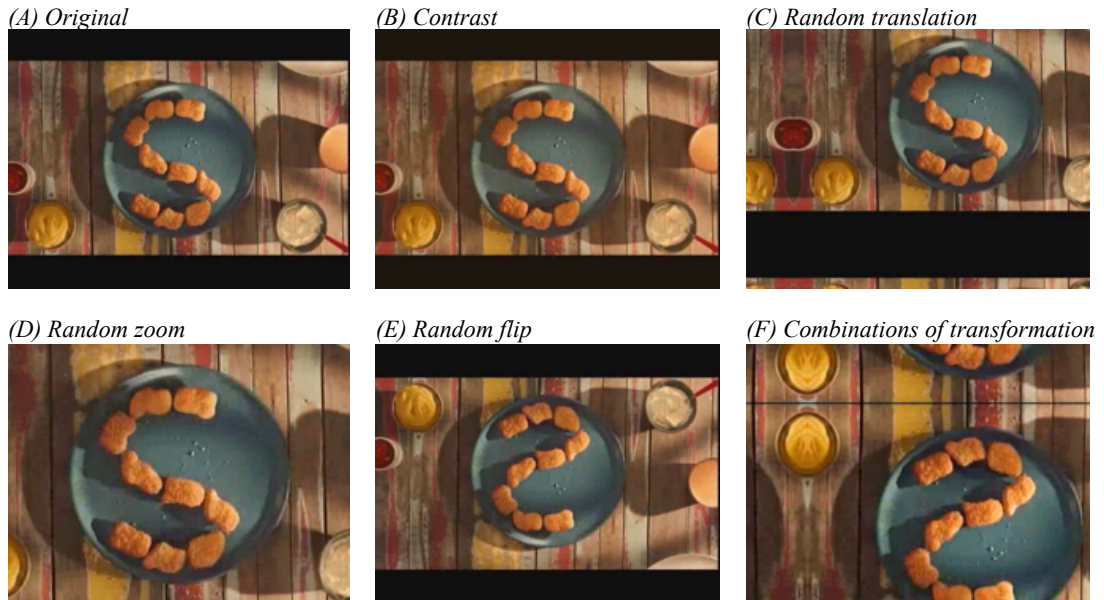 (A) Original
(B) Contrast
(C) Random translation
(D) Random zoom
(E) Random flip
(F) Combinations of transformation